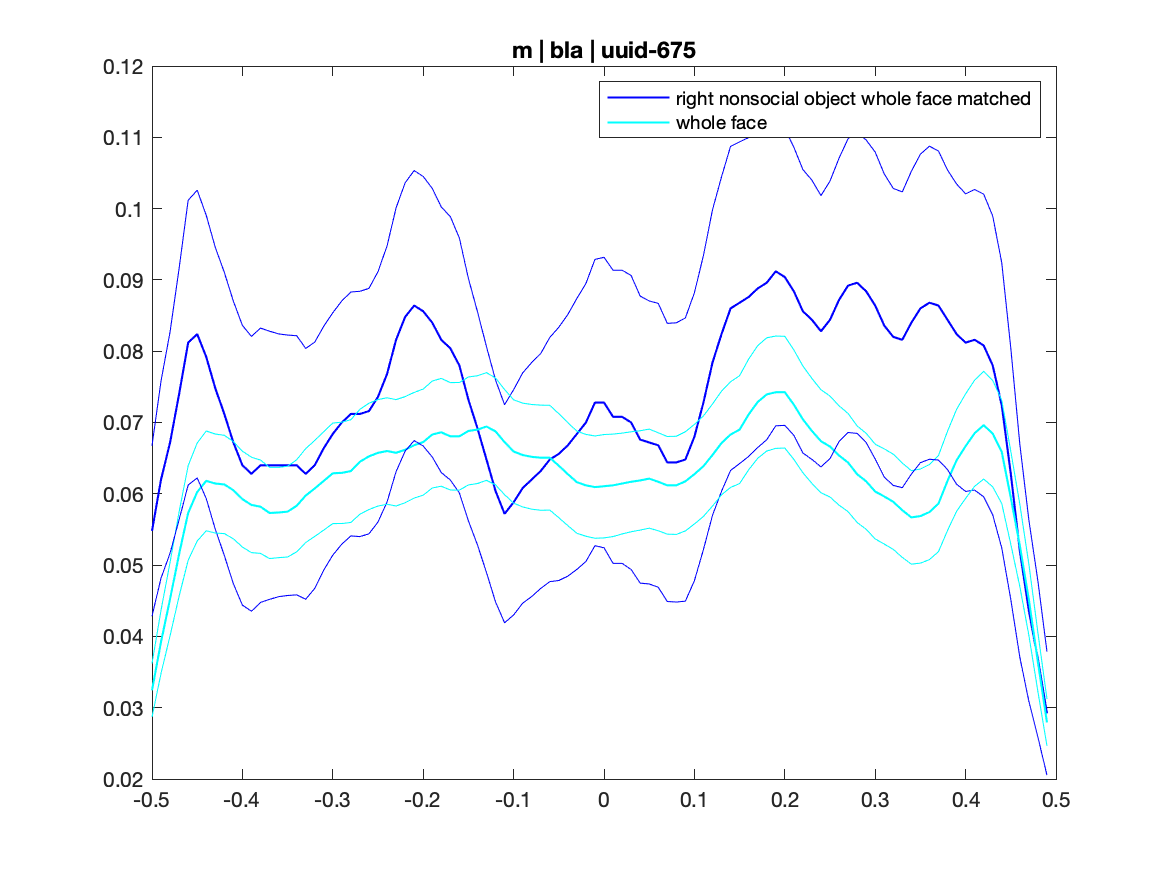 m | bla | uuid-675
0.12
0.11
0.1
0.09
0.08
0.07
0.06
0.05
0.04
0.03
0.02
right nonsocial object whole face matched
whole face
-0.5 -0.4 -0.3 -0.2 -0.1 0 0.1 0.2 0.3 0.4 0.5